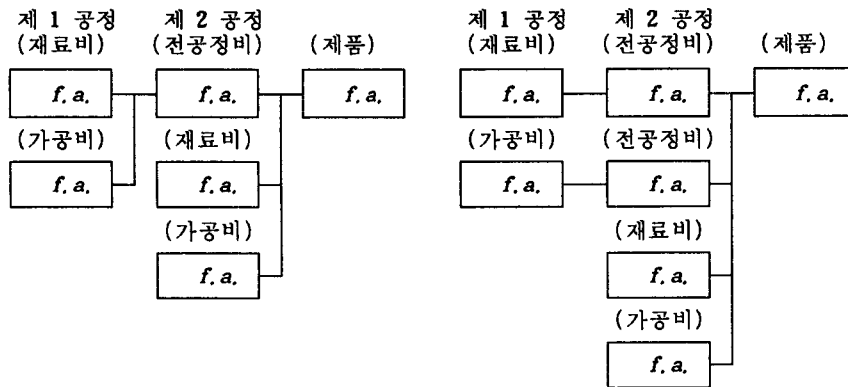 제 1 공정 제 2 공정
(재료비) (전공정비) (제품)
f.a. f.a. f.a.
(가공비) (재료비)
f.a. f.a.
(가공비)
f.a.
제 1 공정 제 2 공정
(재료비) (전공정비) (제품)
f.a. f.a. f.a.
(가공비) (전공정비)
f.a. f.a.
(재료비)
f.a.
(가공비)
f.a.